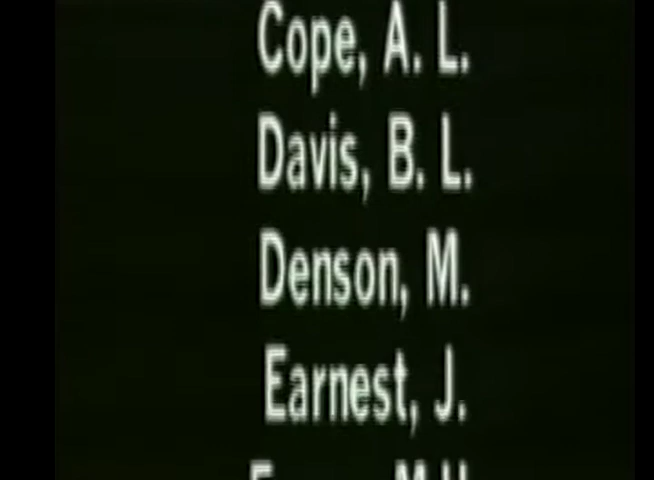 Cope, A. L.
Davis, B. L.
Denson, M.
Earnest, J.